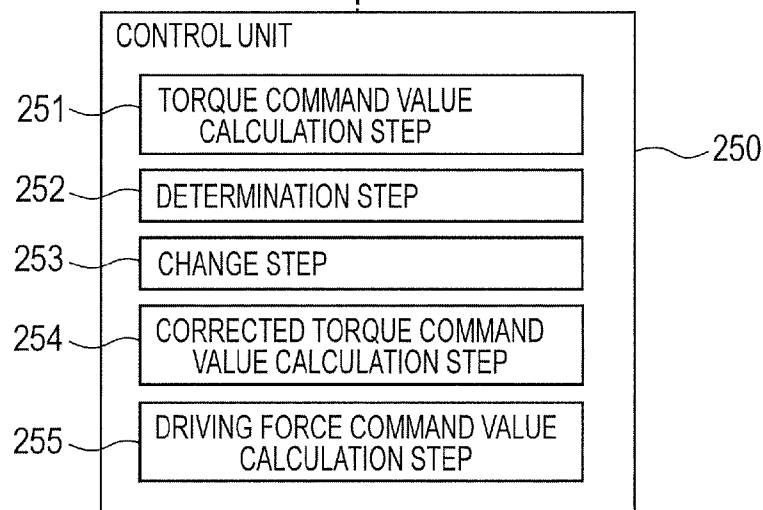 CONTROL UNIT
251
TORQUE COMMAND VALUE
CALCULATION STEP
250
252
DETERMINATION STEP
253
CHANGE STEP
254
CORRECTED TORQUE COMMAND
VALUE CALCULATION STEP
255
DRIVING FORCE COMMAND VALUE
CALCULATION STEP